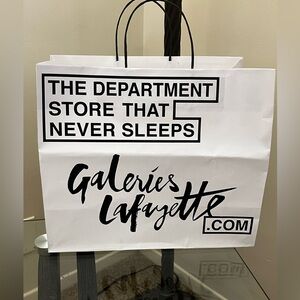 THE DEPARTMENT
STORE THAT
NEVER SLEEPS
Galeries
Lafayette
.COM